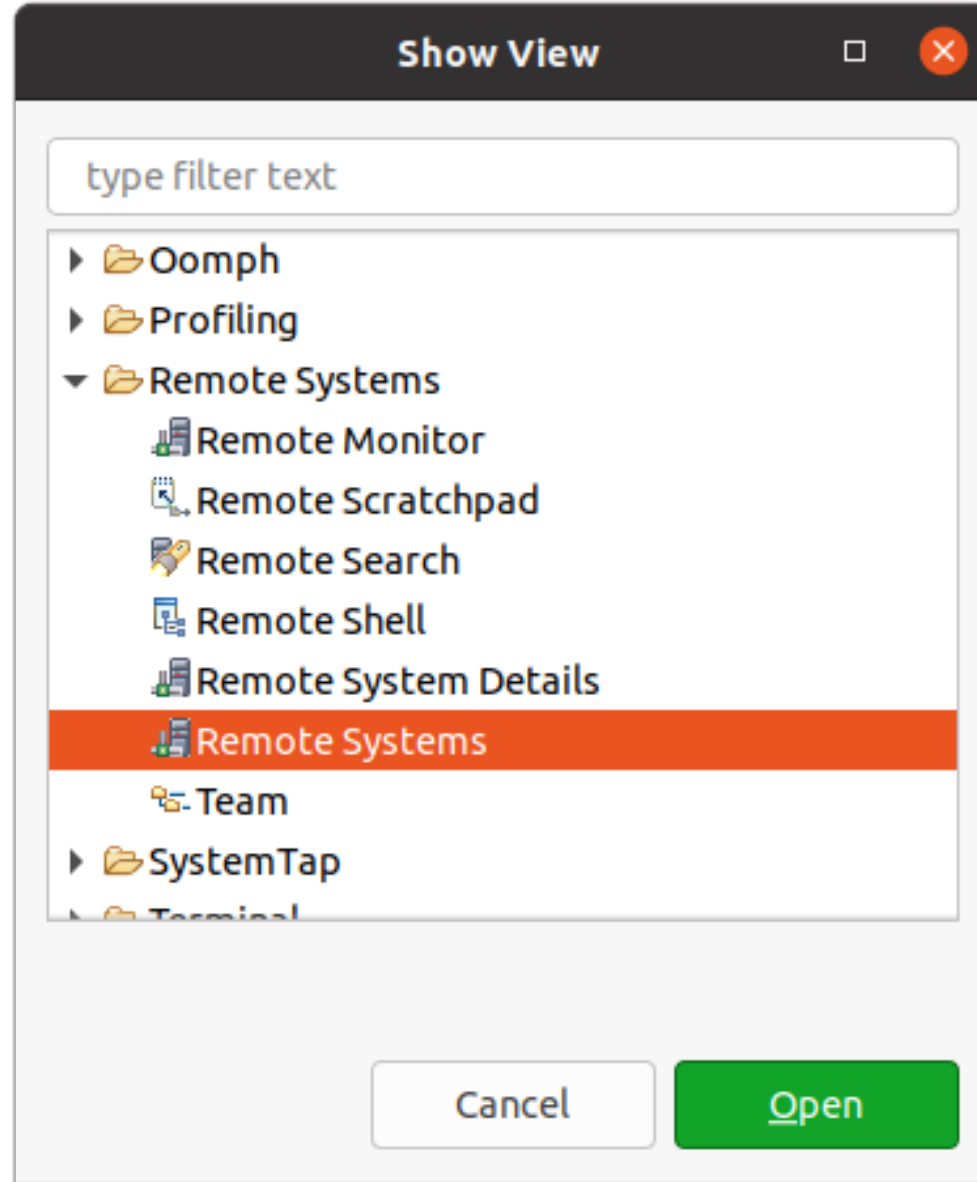 Show View
type filter text
Oomph
Profiling
Remote Systems
Remote Monitor
Remote Scratchpad
Remote Search
Remote Shell
Remote System Details
Remote Systems
Team
SystemTap
Terminal
Cancel
Open